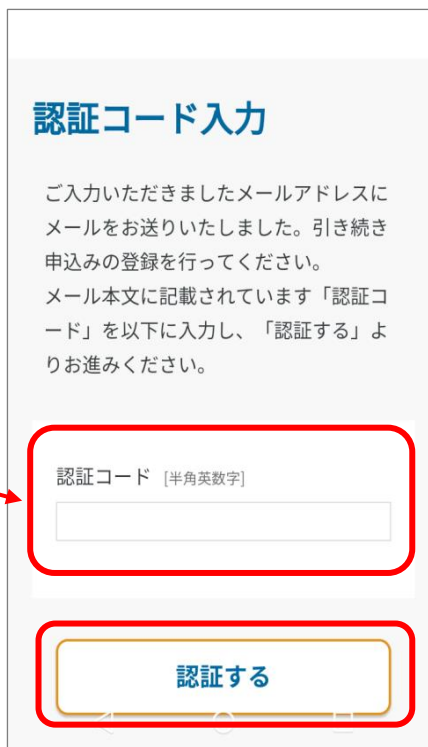 認証コード入力
ご入力いただきましたメールアドレスに
メールをお送りいたしました。引き続き
申込みの登録を行ってください。
メール本文に記載されています「認証コ
ード」を以下に入力し、「認証する」よ
りお進みください。
認証コード [半角英数字]
認証する